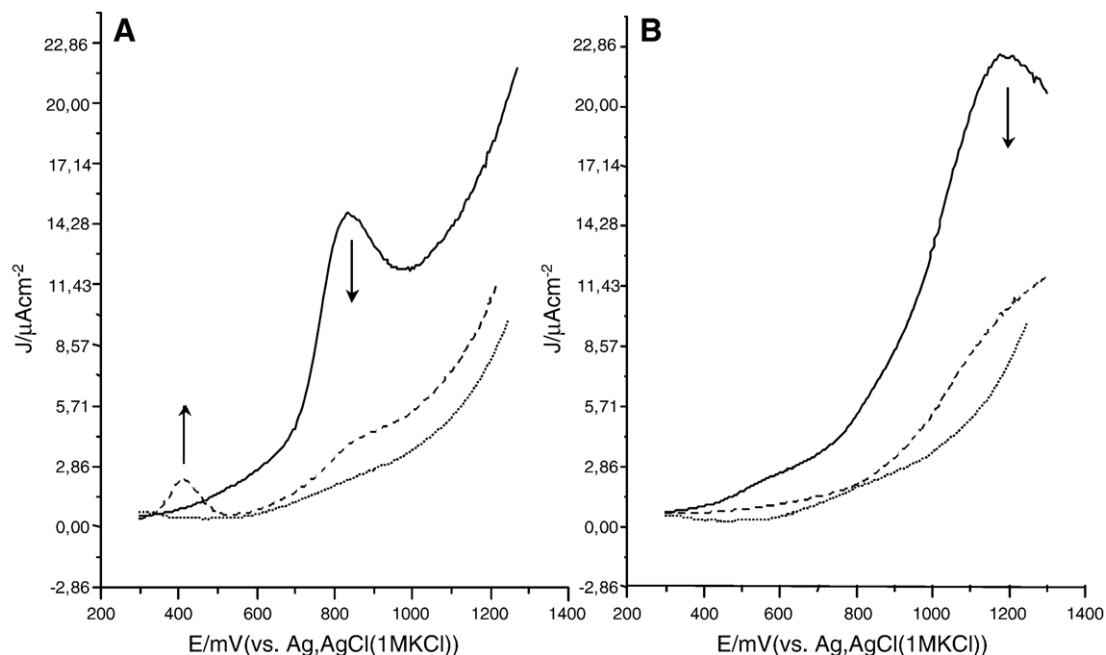 A
22,86
20,00
17,14
14,28
11,43
8,57
5,71
2,86
0,00
-2,86
J/μAcm-2
200 400 600 800 1000 1200 1400
E/mV(vs. Ag,AgCl(1MKCl))
B
22,86
20,00
17,14
14,28
11,43
8,57
5,71
2,86
0,00
-2,86
J/μAcm-2
200 400 600 800 1000 1200 1400
E/mV(vs. Ag,AgCl(1MKCl))